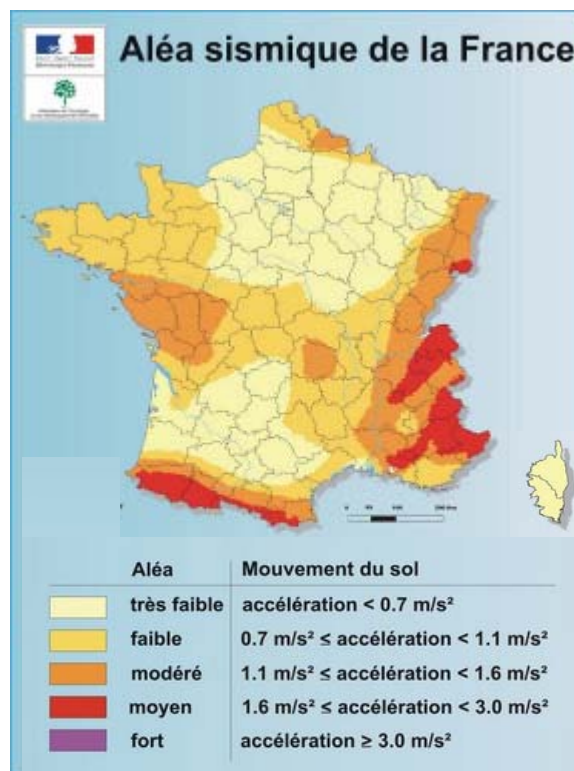 Aléa sismique de la France
Aléa Mouvement du sol
très faible accélération < 0.7 m/s²
faible 0.7 m/s² ≤ accélération < 1.1 m/s²
modéré 1.1 m/s² ≤ accélération < 1.6 m/s²
moyen 1.6 m/s² ≤ accélération < 3.0 m/s²
fort accélération ≥ 3.0 m/s²